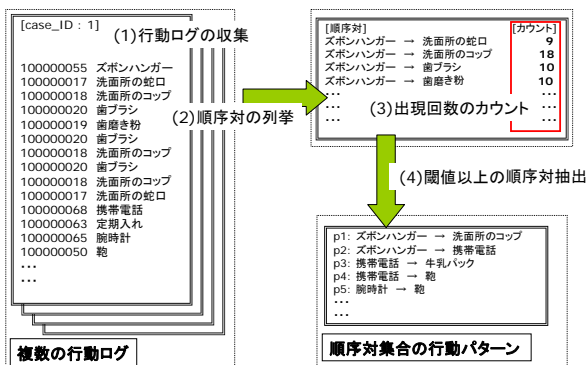 [case_ID : 1]
(1)行動ログの収集
100000055 ズボンハンガー
100000017 洗面所の蛇口
100000018 洗面所のコップ
100000020 歯ブラシ
100000019 歯磨き粉
100000020 歯ブラシ
100000018 洗面所のコップ
100000020 歯ブラシ
100000018 洗面所のコップ
100000017 洗面所の蛇口
100000068 携帯電話
100000063 定期入れ
100000065 腕時計
100000050 鞄
...
...
複数の行動ログ
(2)順序対の列挙
[順序対] [カウント]
ズボンハンガー → 洗面所の蛇口 9
ズボンハンガー → 洗面所のコップ 18
ズボンハンガー → 歯ブラシ 10
ズボンハンガー → 歯磨き粉 10
... ...
... ...
... ...
(3)出現回数のカウント
(4)閾値以上の順序対抽出
p1: ズボンハンガー → 洗面所のコップ
p2: ズボンハンガー → 携帯電話
p3: 携帯電話 → 牛乳パック
p4: 携帯電話 → 鞄
p5: 腕時計 → 鞄
...
...
順序対集合の行動パターン